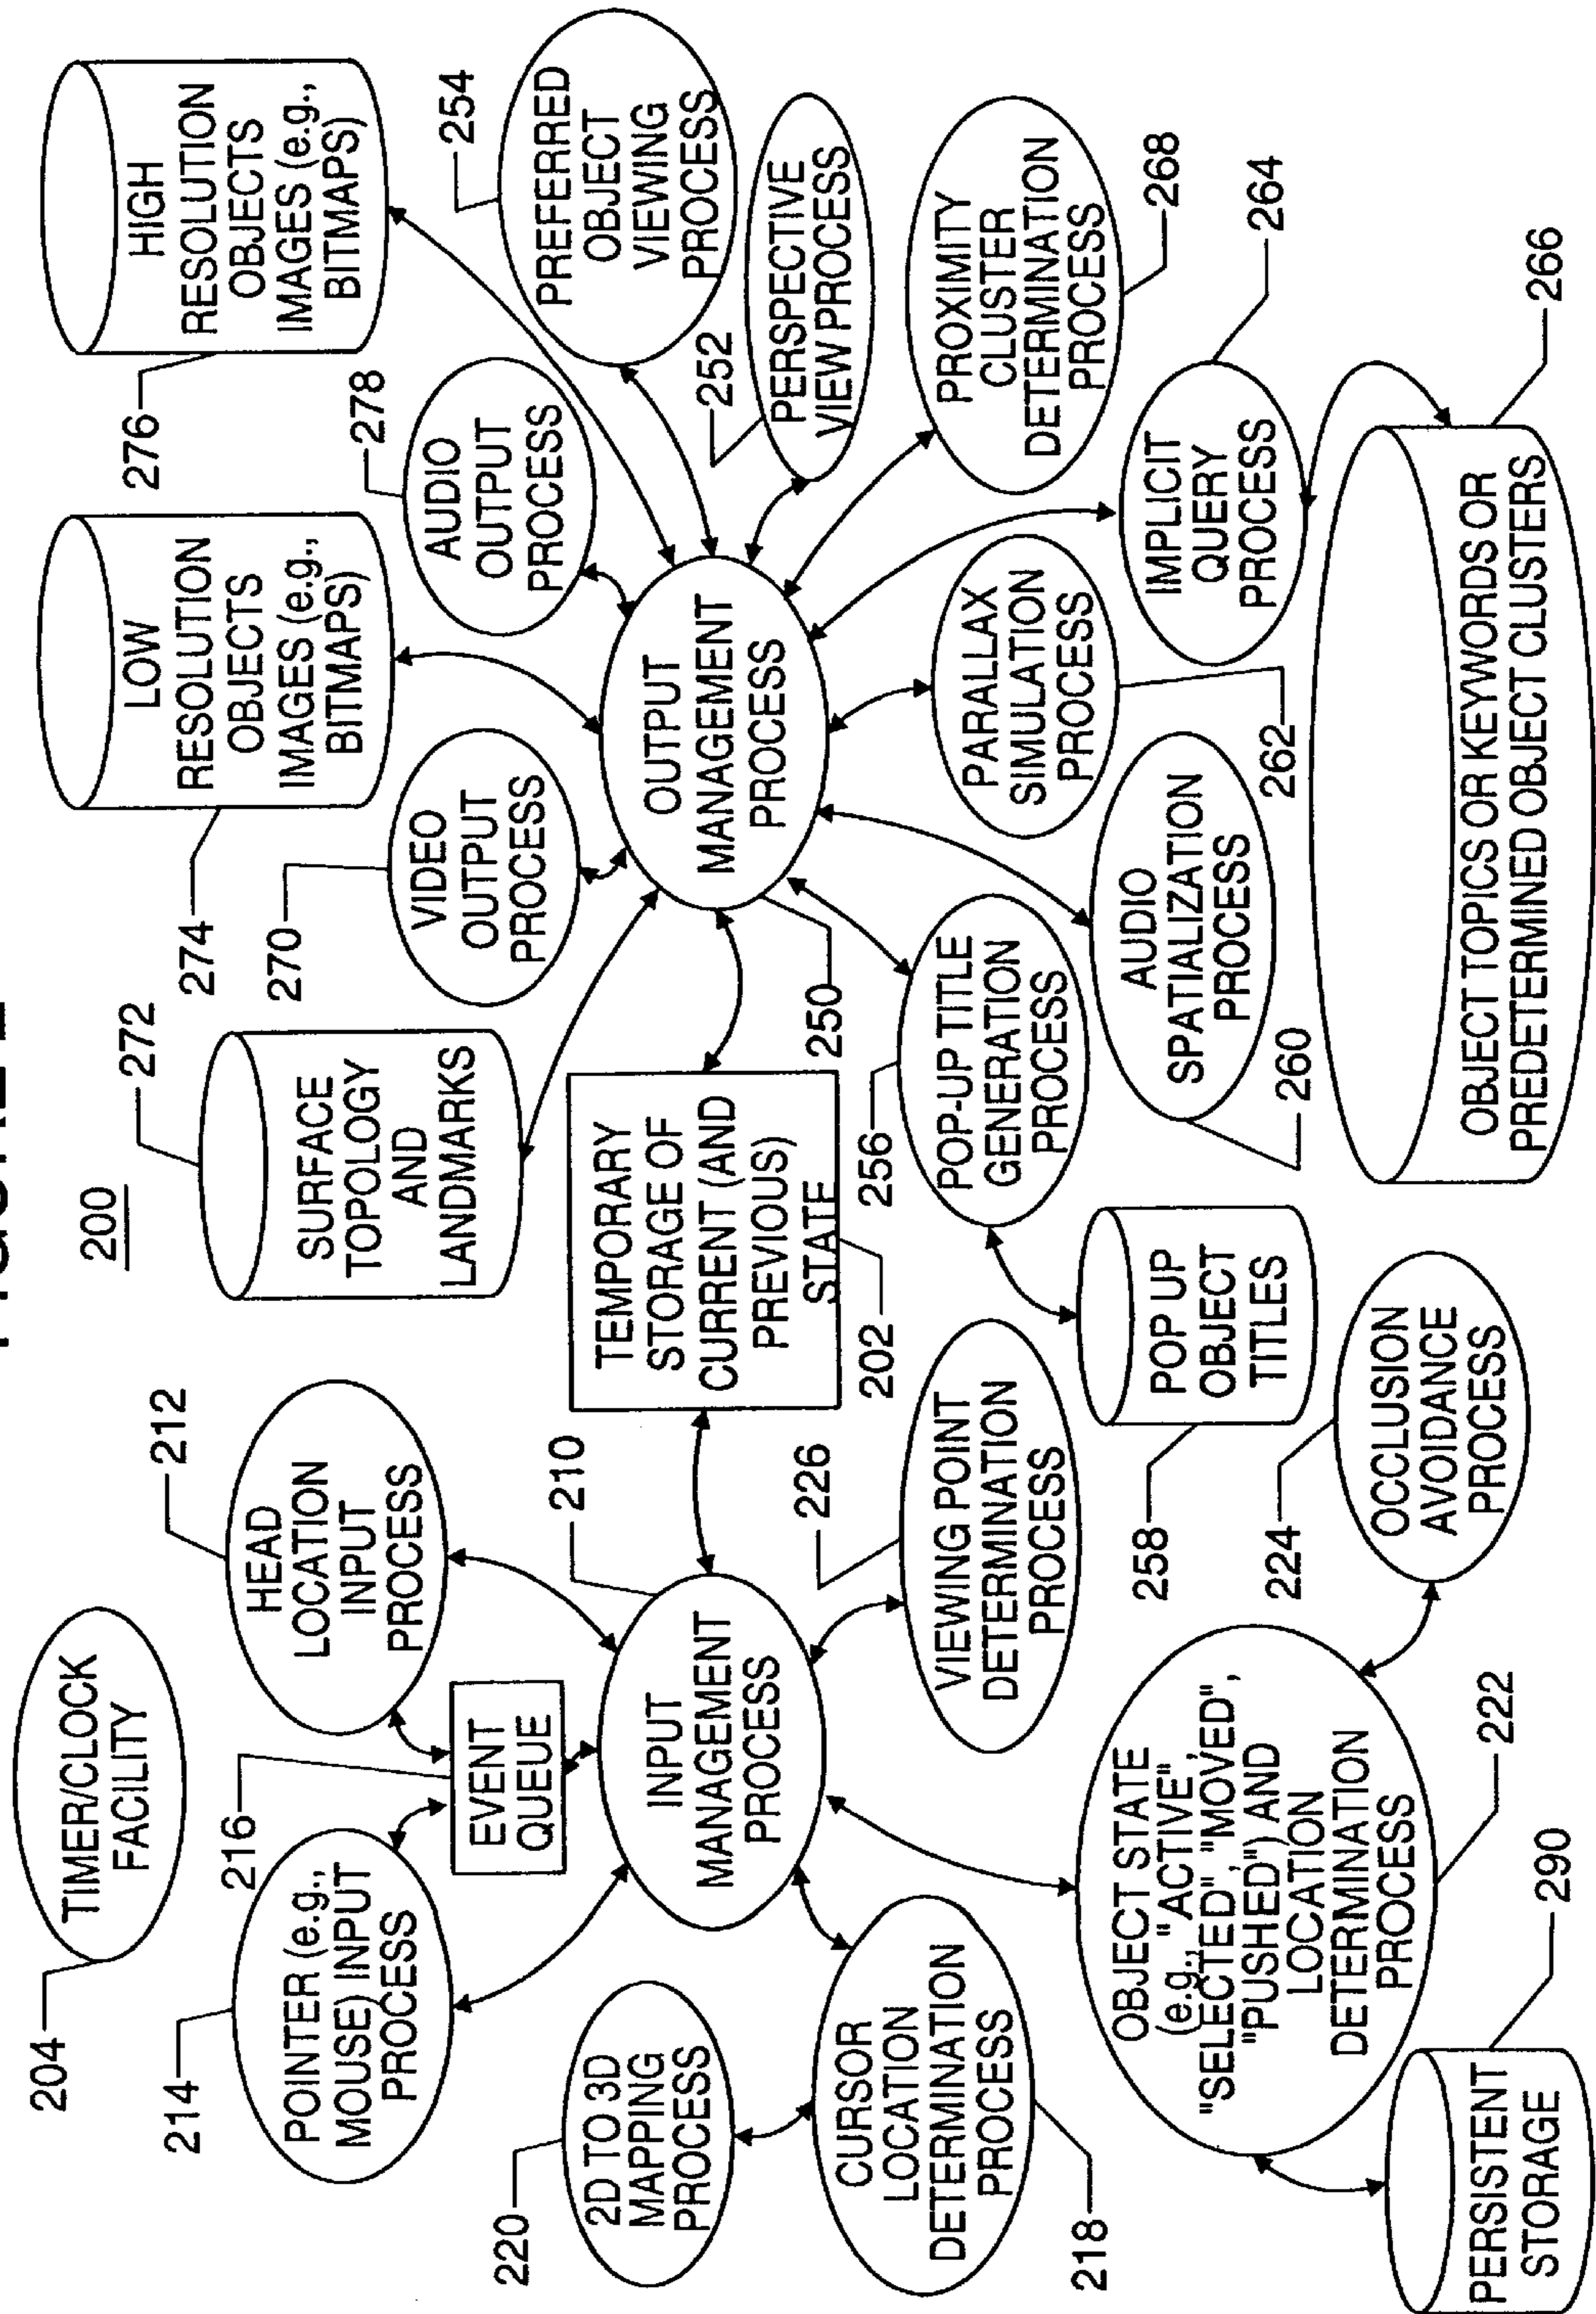 200
204
TIMER/CLOCK
FACILITY
212
HEAD
LOCATION
INPUT
PROCESS
214
POINTER (e.g.,
MOUSE) INPUT
PROCESS
216
EVENT
QUEUE
210
INPUT
MANAGEMENT
PROCESS
220
2D TO 3D
MAPPING
PROCESS
CURSOR
LOCATION
DETERMINATION
PROCESS
218
226
VIEWING POINT
DETERMINATION
PROCESS
OBJECT STATE
(e.g., "ACTIVE",
"SELECTED", "MOVED",
"PUSHED") AND
LOCATION
DETERMINATION
PROCESS
222
224
OCCLUSION
AVOIDANCE
PROCESS
PERSISTENT
STORAGE
290
272
SURFACE
TOPOLOGY
AND
LANDMARKS
TEMPORARY
STORAGE OF
CURRENT (AND
PREVIOUS)
STATE
202
274
LOW
RESOLUTION
OBJECTS
IMAGES (e.g.,
BITMAPS)
276
HIGH
RESOLUTION
OBJECTS
IMAGES (e.g.,
BITMAPS)
270
VIDEO
OUTPUT
PROCESS
278
AUDIO
OUTPUT
PROCESS
254
PREFERRED
OBJECT
VIEWING
PROCESS
OUTPUT
MANAGEMENT
PROCESS
250
252
PERSPECTIVE
VIEW PROCESS
256
POP-UP TITLE
GENERATION
PROCESS
258
POP UP
OBJECT
TITLES
PARALLAX
SIMULATION
PROCESS
262
PROXIMITY
CLUSTER
DETERMINATION
PROCESS
268
AUDIO
SPATIALIZATION
PROCESS
260
IMPLICIT
QUERY
PROCESS
264
OBJECT TOPICS OR KEYWORDS OR
PREDETERMINED OBJECT CLUSTERS
266